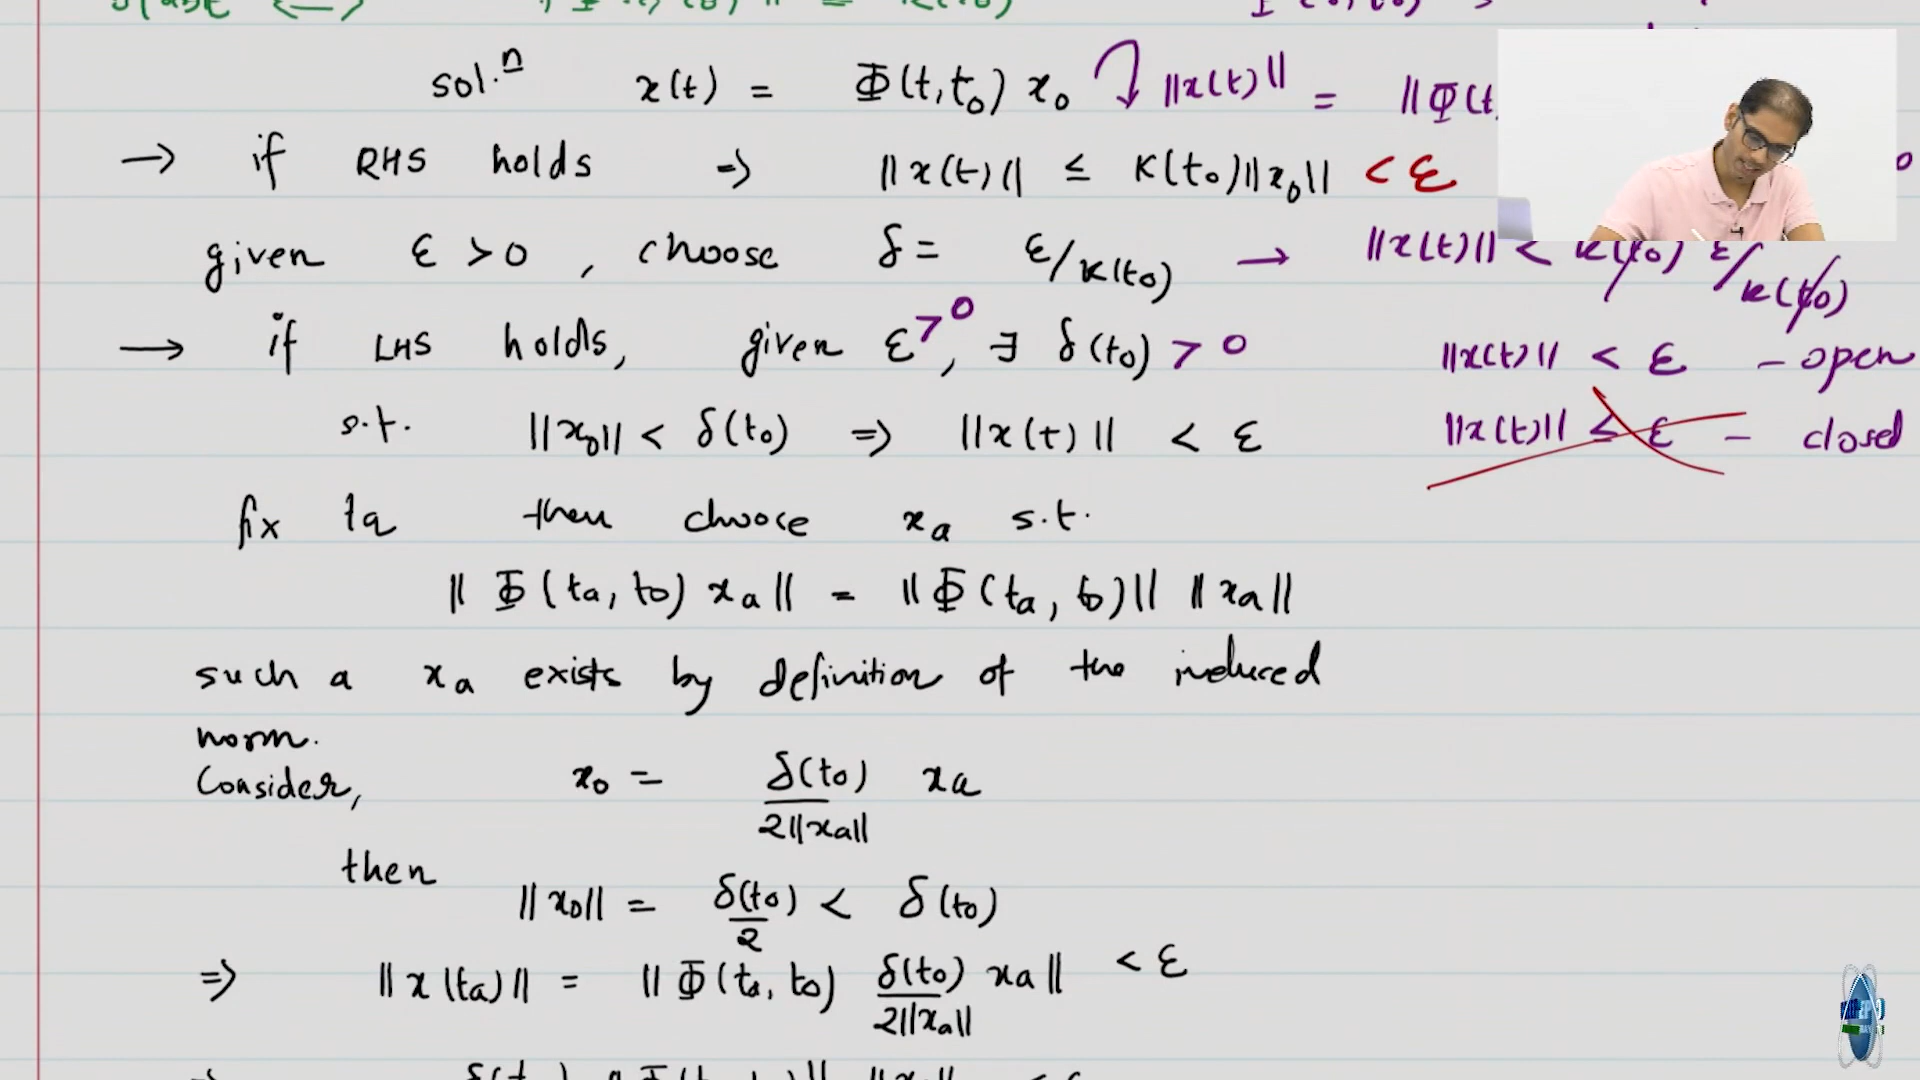 sol.n x(t) = Φ(t,t0) x0 ||x(t)|| = ||Φ(t,
→ if RHS holds ⇒ ||x(t)|| ≤ K(t0)||x0|| < ε
given ε > 0 , choose δ = ε/K(t0) → ||x(t)|| < K(t0) ε/K(t0)
→ if LHS holds, given ε > 0, ∃ δ(t0) > 0 ||x(t)|| < ε – open
s.t. ||x0|| < δ(t0) ⇒ ||x(t)|| < ε ||x(t)|| ≤ ε – closed
fix ta then choose xa s.t.
||Φ(ta, t0) xa|| = ||Φ(ta, t0)|| ||xa||
such a xa exists by definition of the induced
norm.
Consider, x0 = δ(t0)/2||xa|| xa
then
||x0|| = δ(t0)/2 < δ(t0)
⇒ ||x(ta)|| = ||Φ(ta, t0) δ(t0)/2||xa|| xa|| < ε